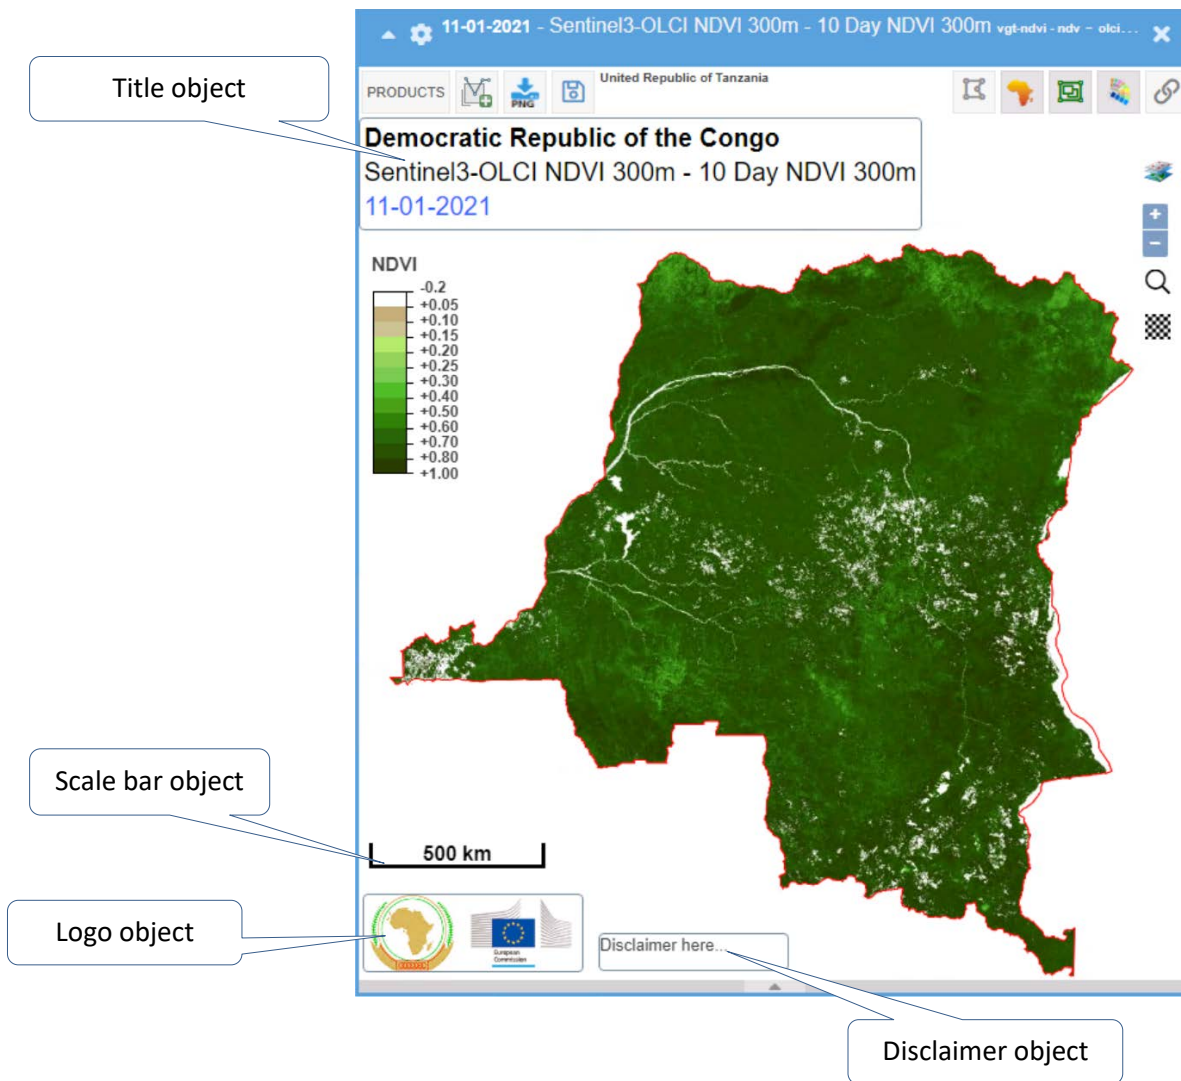 11-01-2021 - Sentinel3-OLCI NDVI 300m - 10 Day NDVI 300m vgt-ndvi - ndv - olci...
Title object
PRODUCTS
PNG
United Republic of Tanzania
Democratic Republic of the Congo
Sentinel3-OLCI NDVI 300m - 10 Day NDVI 300m
11-01-2021
NDVI
-0.2
+0.05
+0.10
+0.15
+0.20
+0.25
+0.30
+0.40
+0.50
+0.60
+0.70
+0.80
+1.00
Scale bar object
500 km
Logo object
European
Commission
Disclaimer here...
Disclaimer object